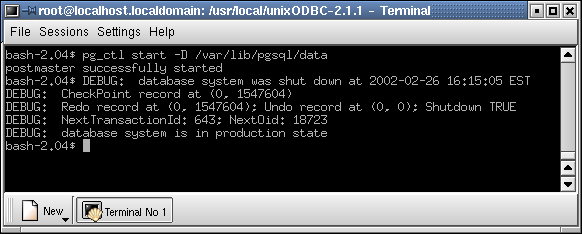 root@localhost.localdomain: /usr/local/unixODBC-2.1.1 - Terminal
File Sessions Settings Help
bash-2.04# pg_ctl start -D /var/lib/pgsql/data
postmaster successfully started
bash-2.04# DEBUG:  database system was shut down at 2002-02-26 16:15:05 EST
DEBUG:  CheckPoint record at (0, 1547604)
DEBUG:  Redo record at (0, 1547604); Undo record at (0, 0); Shutdown TRUE
DEBUG:  NextTransactionId: 643; NextOid: 18723
DEBUG:  database system is in production state
bash-2.04#
New Terminal No 1